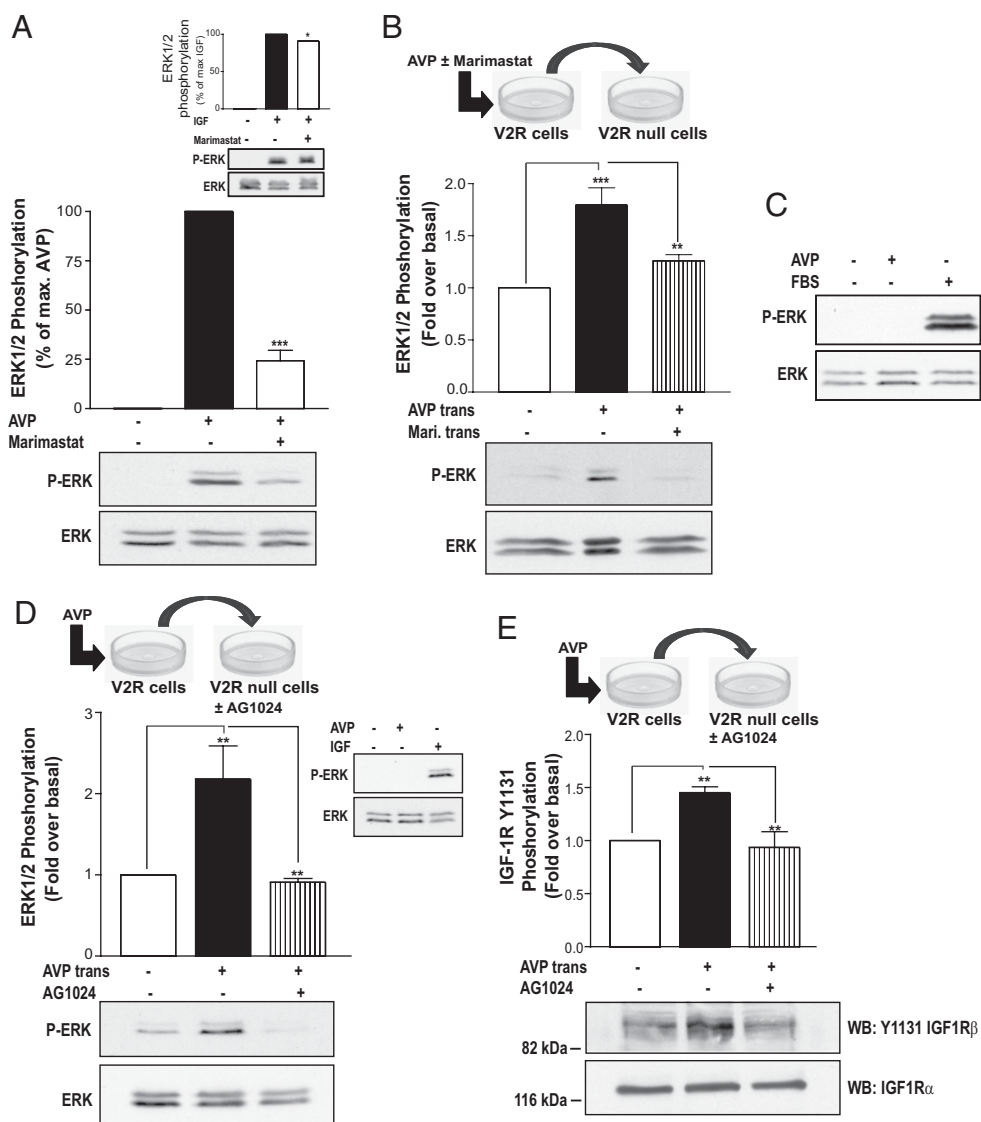 A
ERK1/2
phosphorylation
(% of max IGF)
100
50
0
*
IGF - + +
Marimastat - - +
P-ERK
ERK
ERK1/2 Phoshorylation
(% of max. AVP)
100
75
50
25
0
***
AVP - + +
Marimastat - - +
P-ERK
ERK
B
AVP ± Marimastat
V2R cells V2R null cells
ERK1/2 Phoshorylation
(Fold over basal)
2.0
1.5
1.0
0.5
0.0
***
**
AVP trans - + +
Mari. trans - - +
P-ERK
ERK
C
AVP - + -
FBS - - +
P-ERK
ERK
D
AVP
V2R cells V2R null cells
± AG1024
ERK1/2 Phoshorylation
(Fold over basal)
3
2
1
0
**
**
AVP trans - + +
AG1024 - - +
P-ERK
ERK
AVP - + -
IGF - - +
P-ERK
ERK
E
AVP
V2R cells V2R null cells
± AG1024
IGF-1R Y1131
Phoshorylation
(Fold over basal)
2.0
1.5
1.0
0.5
0.0
**
**
AVP trans - + +
AG1024 - - +
82 kDa
WB: Y1131 IGF1Rβ
116 kDa
WB: IGF1Rα